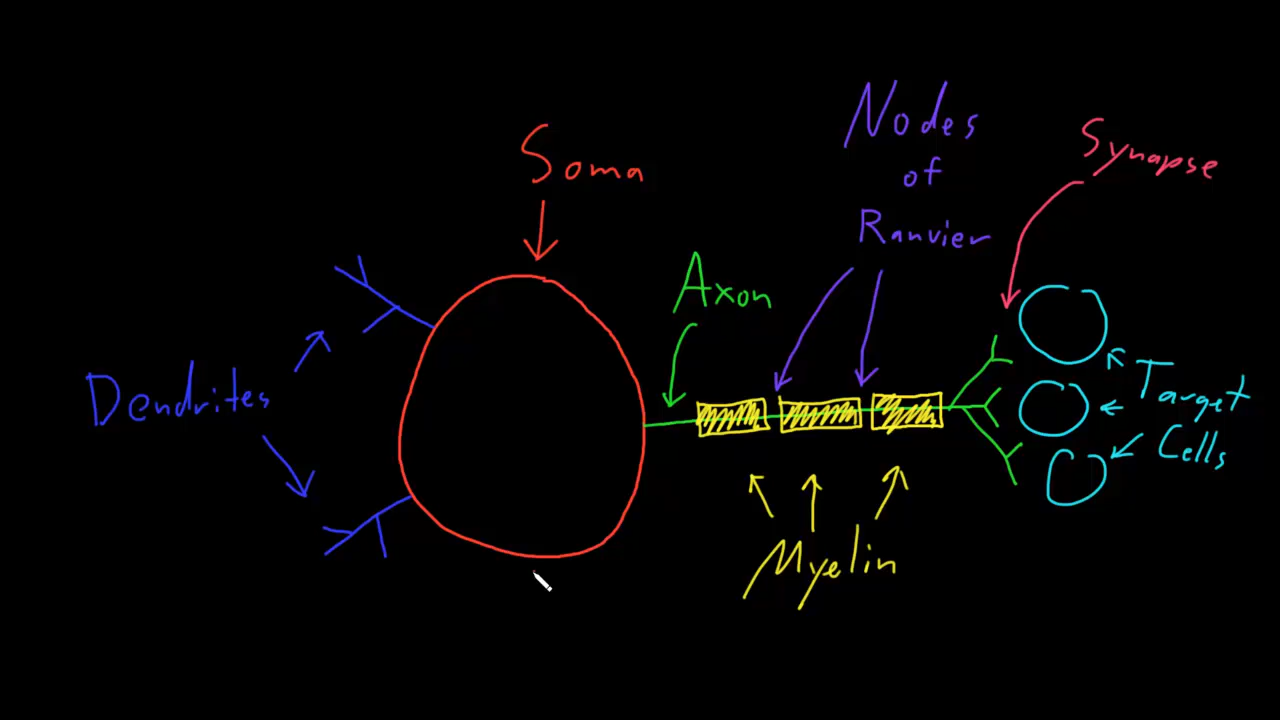 Soma
Nodes
of
Ranvier
Synapse
Axon
Dendrites
Target
Cells
Myelin